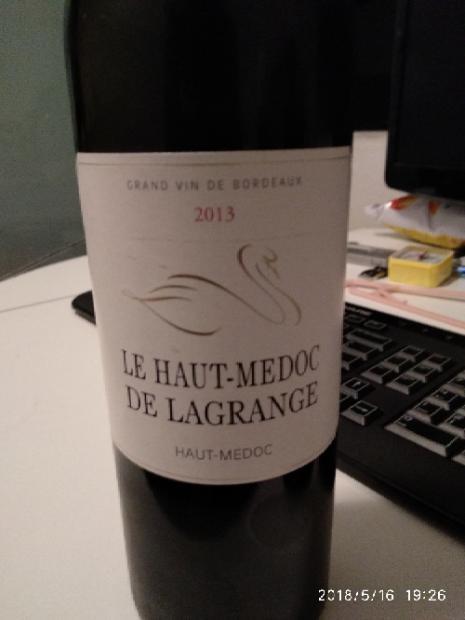 GRAND VIN DE BORDEAUX
2013
LE HAUT-MEDOC
DE LAGRANGE
HAUT-MEDOC
2018/5/16 19:26